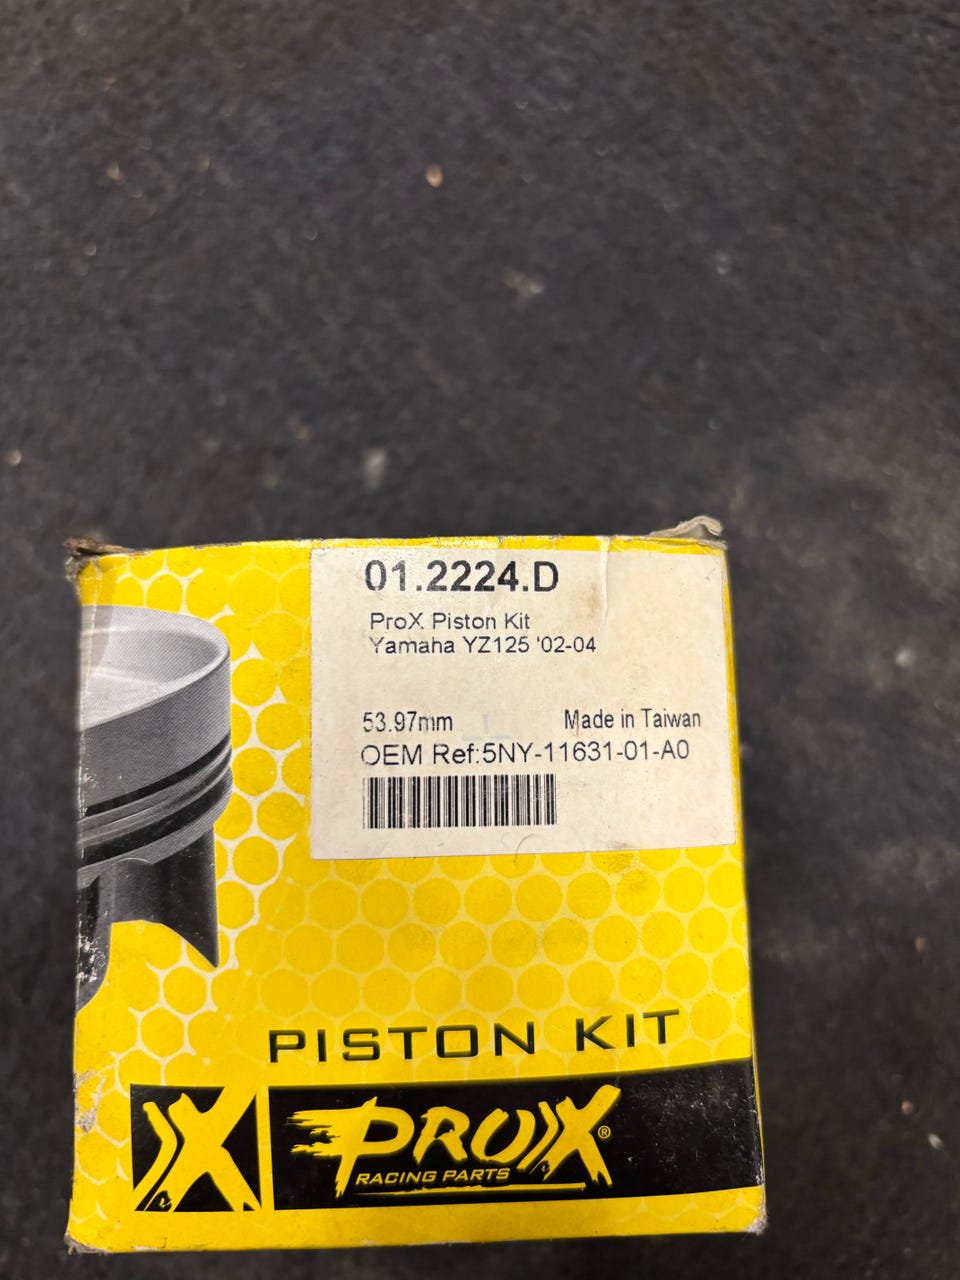 01.2224.D
ProX Piston Kit
Yamaha YZ125 '02-04
53.97mm Made in Taiwan
OEM Ref:5NY-11631-01-A0
PISTON KIT
X PROX®
RACING PARTS